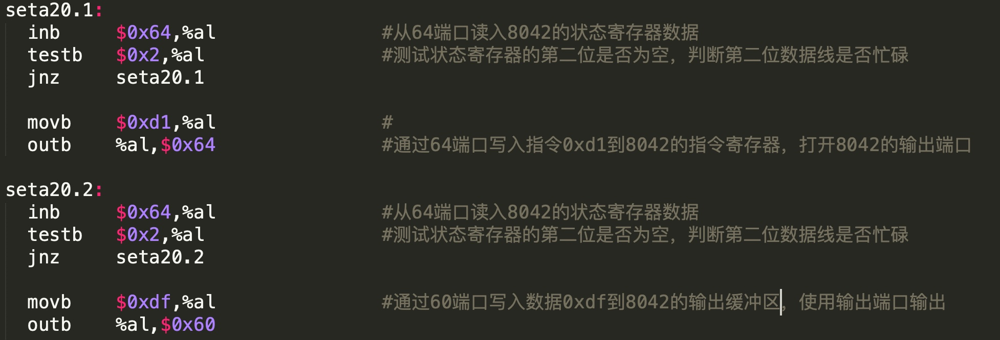 seta20.1:
inb $0x64,%al #从64端口读入8042的状态寄存器数据
testb $0x2,%al #测试状态寄存器的第二位是否为空，判断第二位数据线是否忙碌
jnz seta20.1
movb $0xd1,%al #
outb %al,$0x64 #通过64端口写入指令0xd1到8042的指令寄存器，打开8042的输出端口
seta20.2:
inb $0x64,%al #从64端口读入8042的状态寄存器数据
testb $0x2,%al #测试状态寄存器的第二位是否为空，判断第二位数据线是否忙碌
jnz seta20.2
movb $0xdf,%al #通过60端口写入数据0xdf到8042的输出缓冲区，使用输出端口输出
outb %al,$0x60